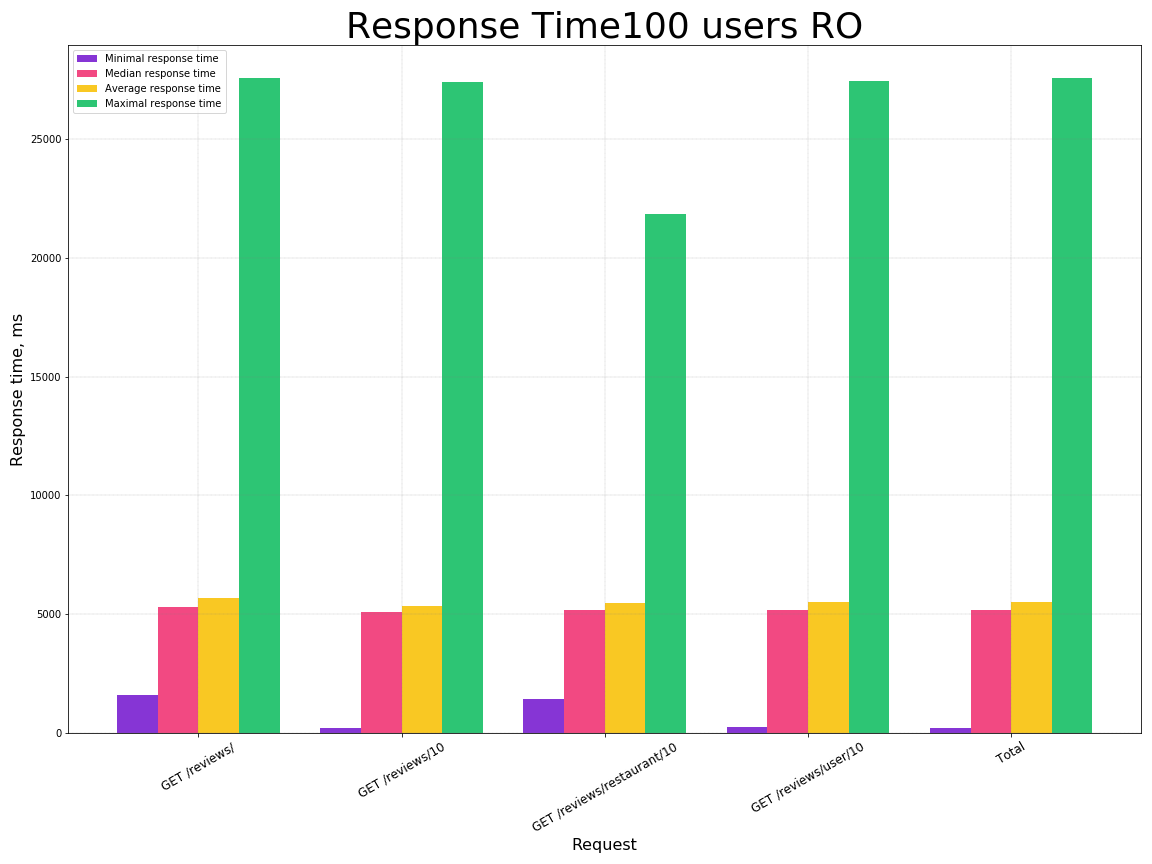 Response Time100 users RO
Minimal response time
Median response time
Average response time
Maximal response time
Response time, ms
25000
20000
15000
10000
5000
0
GET /reviews/
GET /reviews/10
GET /reviews/restaurant/10
GET /reviews/user/10
Total
Request